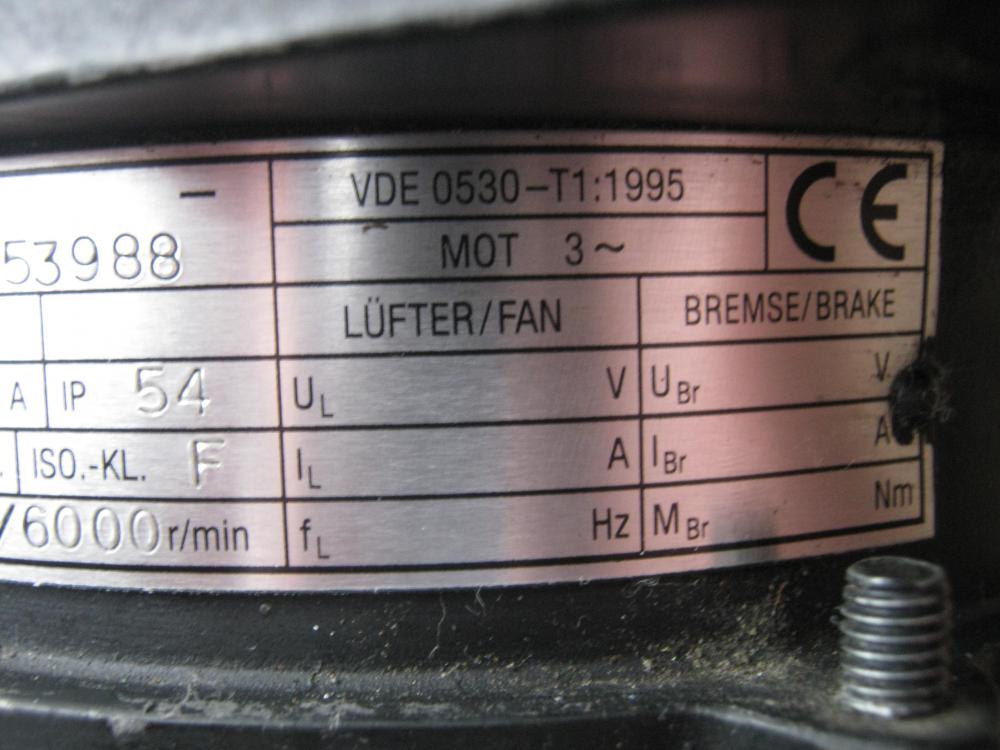 – VDE 0530–T1:1995 CE
53988 MOT 3~
LÜFTER/FAN BREMSE/BRAKE
A IP 54 UL V UBr V
ISO.-KL. F IL A IBr A
/6000 r/min fL Hz MBr Nm